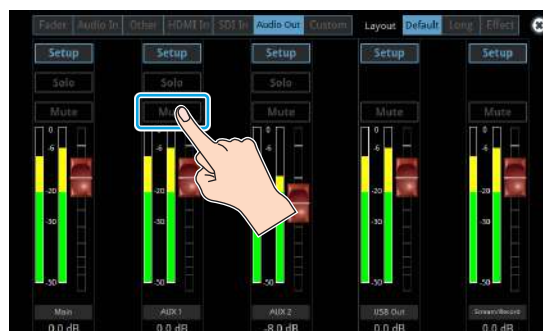 Fader Audio In Other HDMI In SDI In Audio Out Custom Layout Default Long Effect
Setup Setup Setup Setup Setup
Solo Solo Solo
Mute Mute Mute Mute
0 0 0 0 0
-6 -6 -6 -6
-20 -20 -20 -20
-30 -30 -30 -30
-50 -50 -50 -50 -50
Main AUX 1 AUX 2 USB Out Stream/Record
0.0 dB 0.0 dB -8.0 dB 0.0 dB 0.0 dB